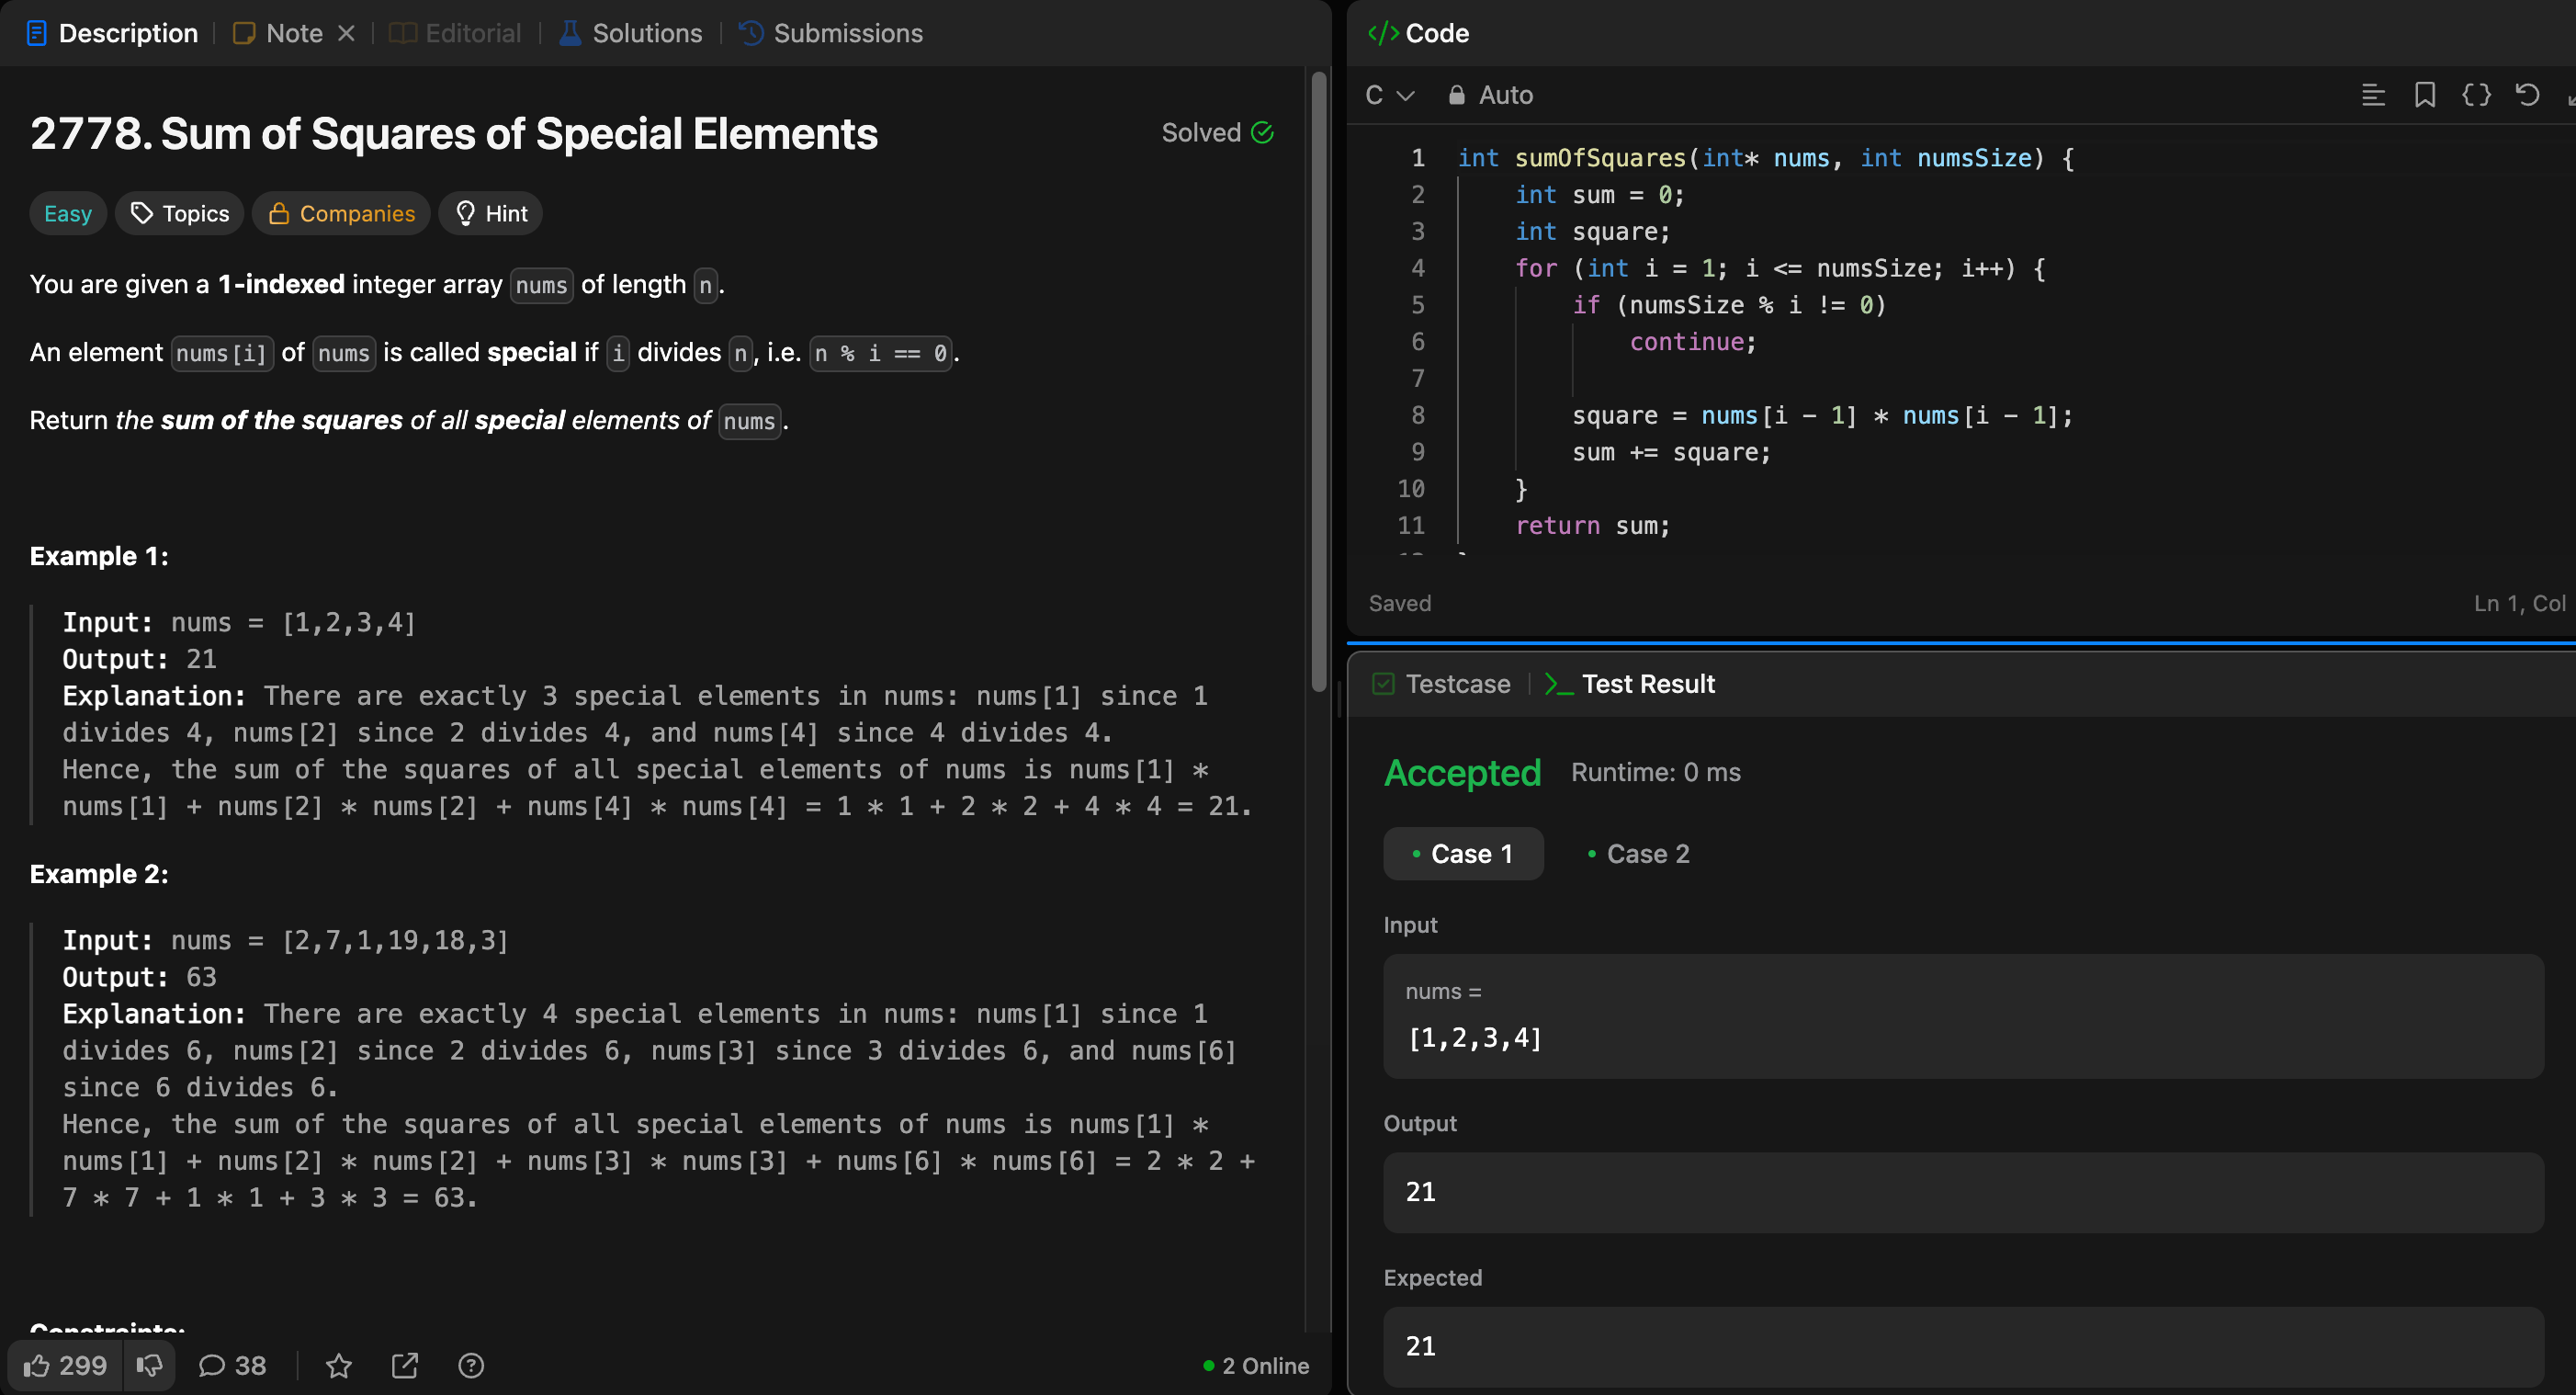 Description
Note
Editorial
Solutions
Submissions
2778. Sum of Squares of Special Elements
Solved
Easy
Topics
Companies
Hint
You are given a 1-indexed integer array nums of length n.
An element nums[i] of nums is called special if i divides n, i.e. n % i == 0.
Return the sum of the squares of all special elements of nums.
Example 1:
Input: nums = [1,2,3,4]
Output: 21
Explanation: There are exactly 3 special elements in nums: nums[1] since 1
divides 4, nums[2] since 2 divides 4, and nums[4] since 4 divides 4.
Hence, the sum of the squares of all special elements of nums is nums[1] *
nums[1] + nums[2] * nums[2] + nums[4] * nums[4] = 1 * 1 + 2 * 2 + 4 * 4 = 21.
Example 2:
Input: nums = [2,7,1,19,18,3]
Output: 63
Explanation: There are exactly 4 special elements in nums: nums[1] since 1
divides 6, nums[2] since 2 divides 6, nums[3] since 3 divides 6, and nums[6]
since 6 divides 6.
Hence, the sum of the squares of all special elements of nums is nums[1] *
nums[1] + nums[2] * nums[2] + nums[3] * nums[3] + nums[6] * nums[6] = 2 * 2 +
7 * 7 + 1 * 1 + 3 * 3 = 63.
Constraints:
299
38
2 Online
</> Code
C
Auto
1 int sumOfSquares(int* nums, int numsSize) {
2 int sum = 0;
3 int square;
4 for (int i = 1; i <= numsSize; i++) {
5 if (numsSize % i != 0)
6 continue;
7
8 square = nums[i - 1] * nums[i - 1];
9 sum += square;
10 }
11 return sum;
Saved
Ln 1, Col
Testcase
Test Result
Accepted
Runtime: 0 ms
Case 1
Case 2
Input
nums =
[1,2,3,4]
Output
21
Expected
21